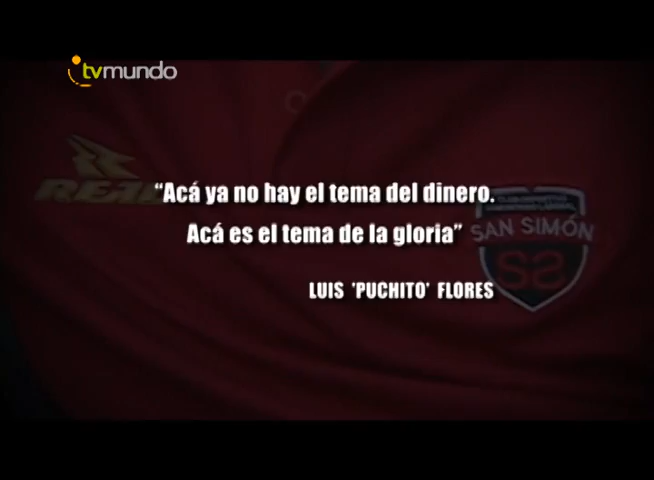 tvmundo
"Acá ya no hay el tema del dinero.
Acá es el tema de la gloria"
LUIS 'PUCHITO' FLORES
SAN SIMÓN
SS